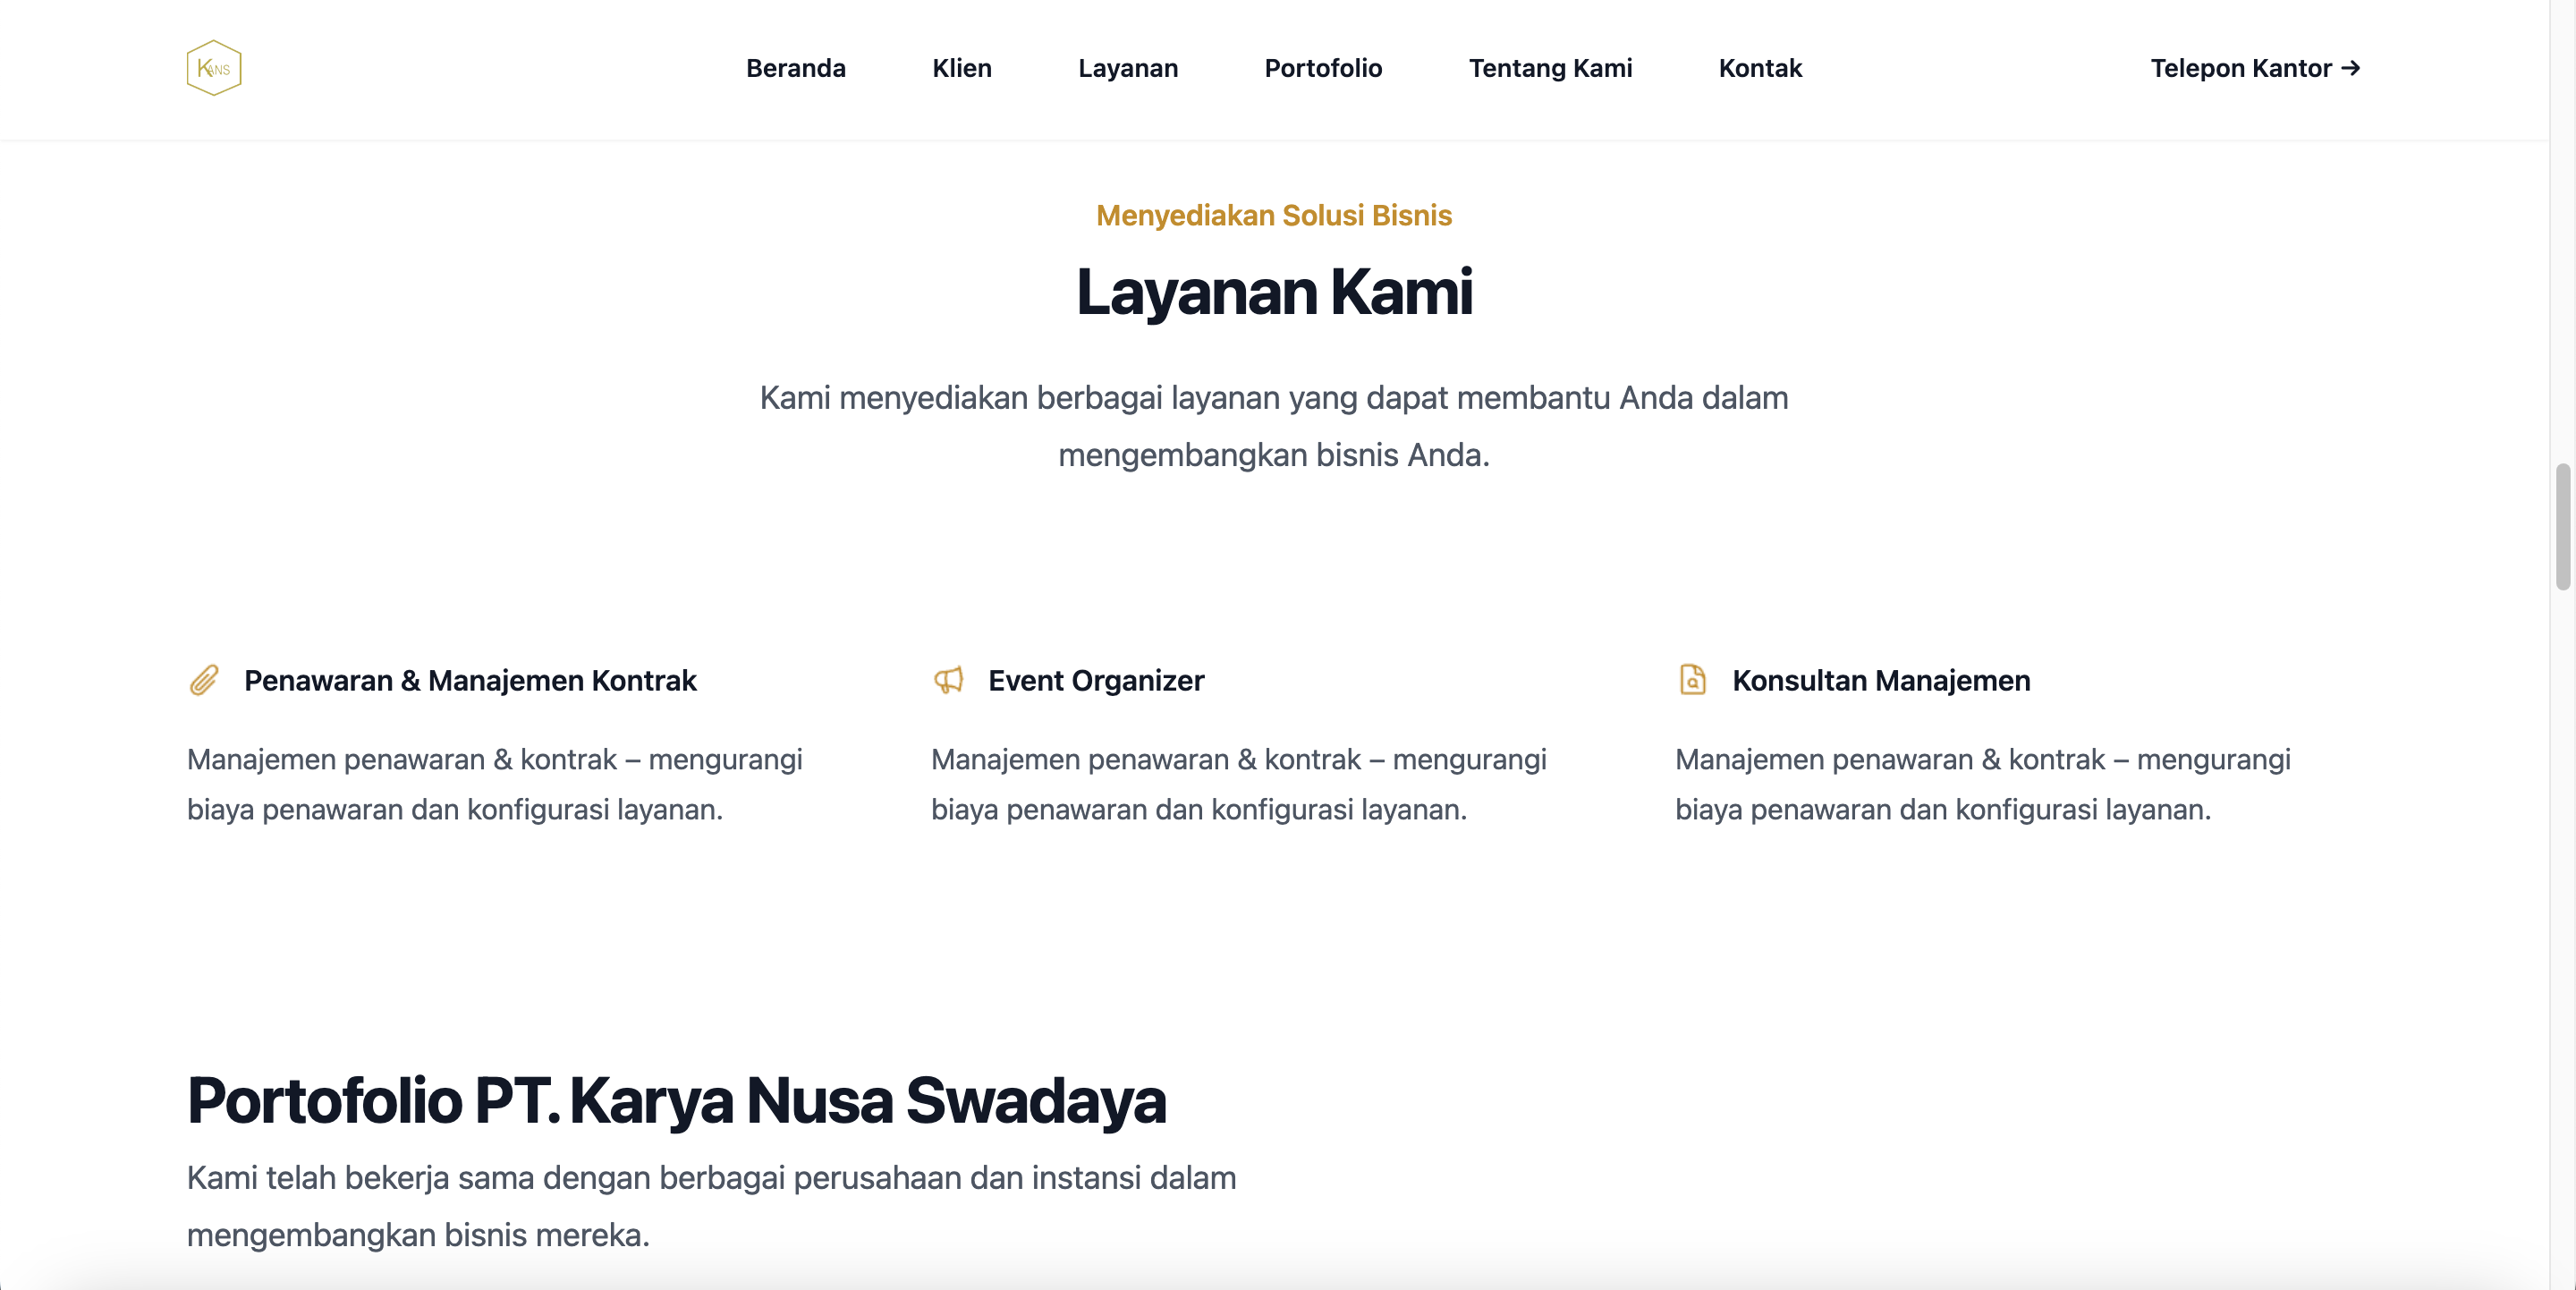 KANS
Beranda Klien Layanan Portofolio Tentang Kami Kontak Telepon Kantor →
Menyediakan Solusi Bisnis
Layanan Kami
Kami menyediakan berbagai layanan yang dapat membantu Anda dalam
mengembangkan bisnis Anda.
Penawaran & Manajemen Kontrak
Manajemen penawaran & kontrak – mengurangi
biaya penawaran dan konfigurasi layanan.
Event Organizer
Manajemen penawaran & kontrak – mengurangi
biaya penawaran dan konfigurasi layanan.
Konsultan Manajemen
Manajemen penawaran & kontrak – mengurangi
biaya penawaran dan konfigurasi layanan.
Portofolio PT. Karya Nusa Swadaya
Kami telah bekerja sama dengan berbagai perusahaan dan instansi dalam
mengembangkan bisnis mereka.